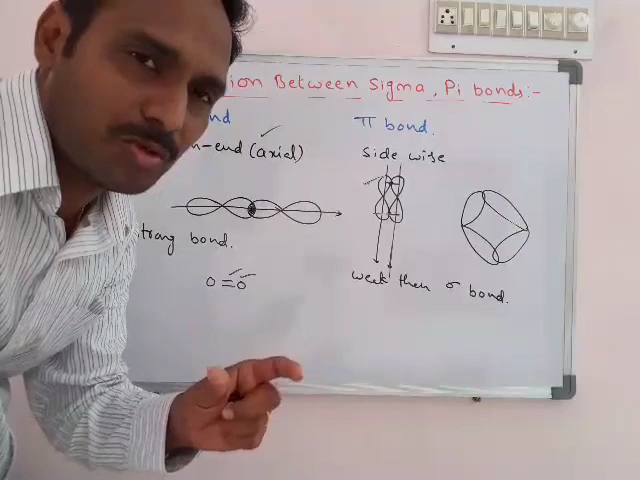 ion Between Sigma, Pi bonds:-
nd
π bond.
n-end (axial)
side wise
trong bond.
O=O
weak then σ bond.